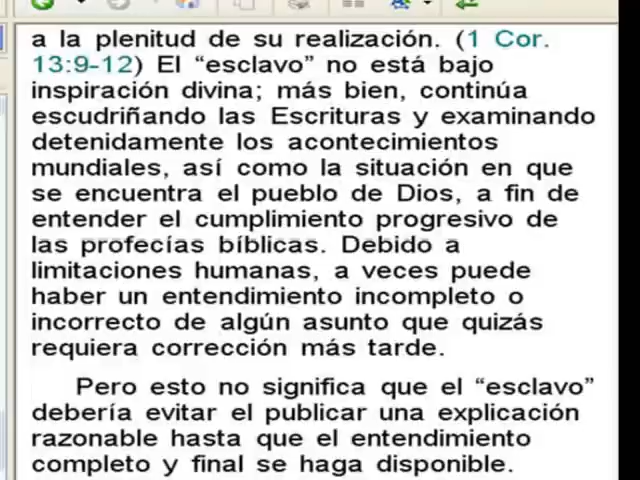 a la plenitud de su realización. (1 Cor.
13:9-12) El “esclavo” no está bajo
inspiración divina; más bien, continúa
escudriñando las Escrituras y examinando
detenidamente los acontecimientos
mundiales, así como la situación en que
se encuentra el pueblo de Dios, a fin de
entender el cumplimiento progresivo de
las profecías bíblicas. Debido a
limitaciones humanas, a veces puede
haber un entendimiento incompleto o
incorrecto de algún asunto que quizás
requiera corrección más tarde.
Pero esto no significa que el “esclavo”
debería evitar el publicar una explicación
razonable hasta que el entendimiento
completo y final se haga disponible.